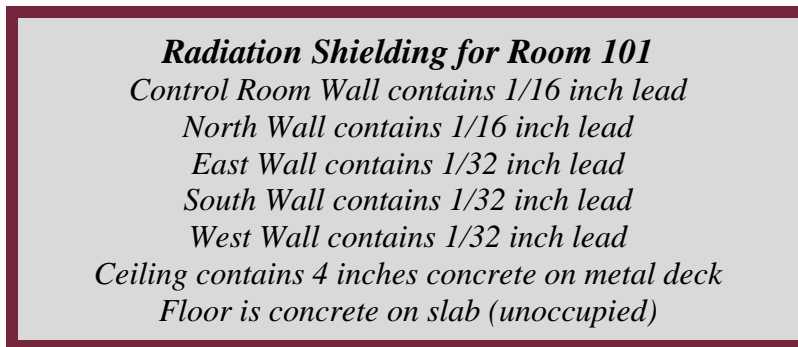 Radiation Shielding for Room 101
Control Room Wall contains 1/16 inch lead
North Wall contains 1/16 inch lead
East Wall contains 1/32 inch lead
South Wall contains 1/32 inch lead
West Wall contains 1/32 inch lead
Ceiling contains 4 inches concrete on metal deck
Floor is concrete on slab (unoccupied)